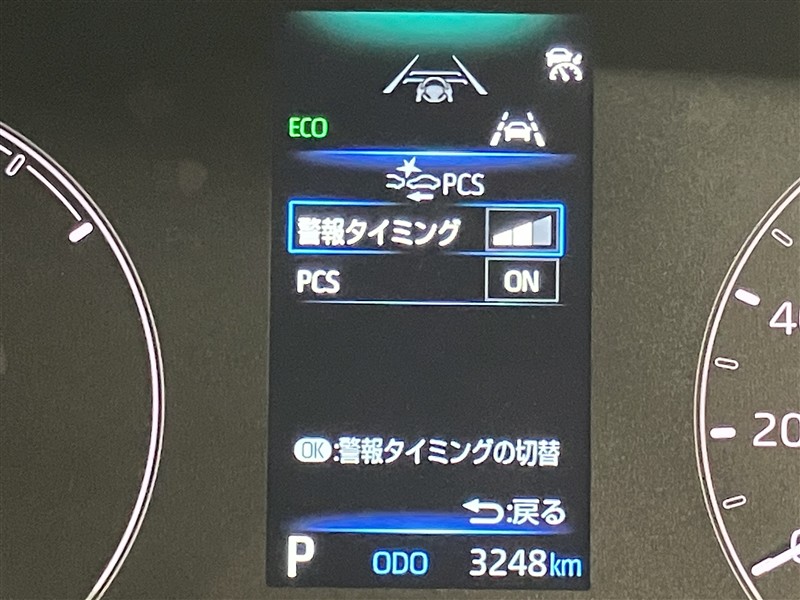 ECO
PCS
警報タイミング
PCS ON
OK:警報タイミングの切替
:戻る
P ODO 3248km
0
20